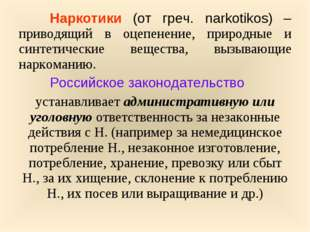 Наркотики (от греч. narkotikos) –
приводящий в оцепенение, природные и
синтетические вещества, вызывающие
наркоманию.
Российское законодательство
устанавливает административную или
уголовную ответственность за незаконные
действия с Н. (например за немедицинское
потребление Н., незаконное изготовление,
потребление, хранение, превозку или сбыт
Н., за их хищение, склонение к потреблению
Н., их посев или выращивание и др.)